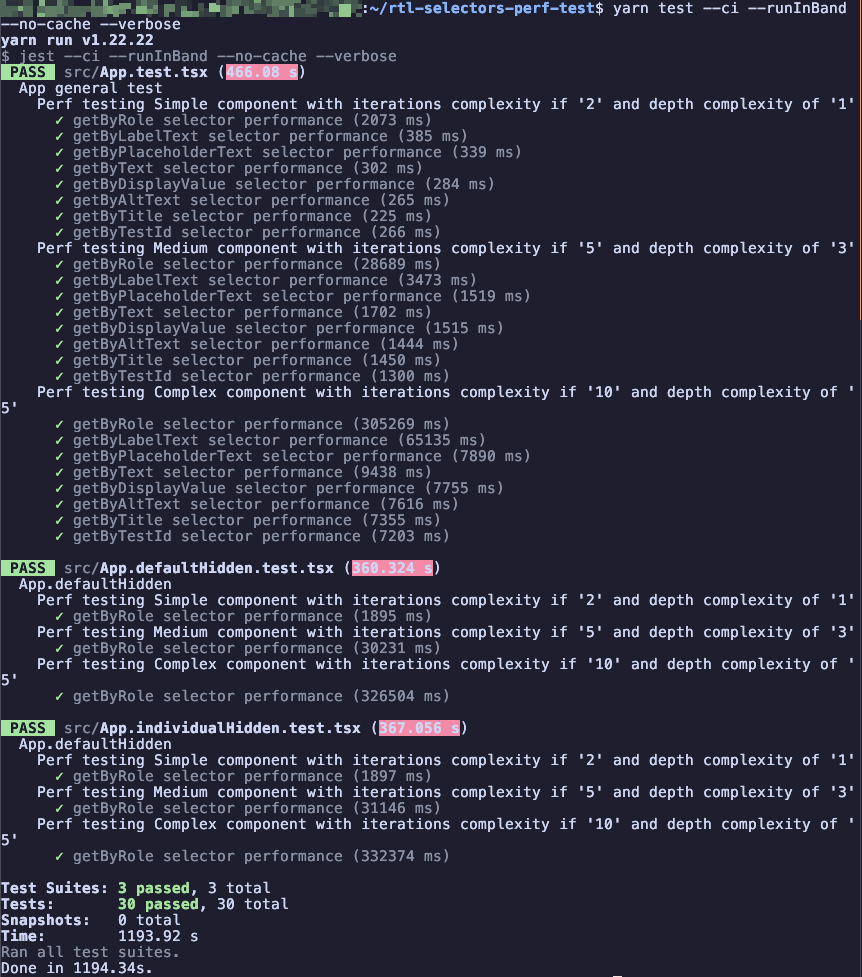 :~/rtl-selectors-perf-test$ yarn test --ci --runInBand
--no-cache --verbose
yarn run v1.22.22
$ jest --ci --runInBand --no-cache --verbose
PASS src/App.test.tsx (466.08 s)
App general test
Perf testing Simple component with iterations complexity if '2' and depth complexity of '1'
✓ getByRole selector performance (2073 ms)
✓ getByLabelText selector performance (385 ms)
✓ getByPlaceholderText selector performance (339 ms)
✓ getByText selector performance (302 ms)
✓ getByDisplayValue selector performance (284 ms)
✓ getByAltText selector performance (265 ms)
✓ getByTitle selector performance (225 ms)
✓ getByTestId selector performance (266 ms)
Perf testing Medium component with iterations complexity if '5' and depth complexity of '3'
✓ getByRole selector performance (28689 ms)
✓ getByLabelText selector performance (3473 ms)
✓ getByPlaceholderText selector performance (1519 ms)
✓ getByText selector performance (1702 ms)
✓ getByDisplayValue selector performance (1515 ms)
✓ getByAltText selector performance (1444 ms)
✓ getByTitle selector performance (1450 ms)
✓ getByTestId selector performance (1300 ms)
Perf testing Complex component with iterations complexity if '10' and depth complexity of '
5'
✓ getByRole selector performance (305269 ms)
✓ getByLabelText selector performance (65135 ms)
✓ getByPlaceholderText selector performance (7890 ms)
✓ getByText selector performance (9438 ms)
✓ getByDisplayValue selector performance (7755 ms)
✓ getByAltText selector performance (7616 ms)
✓ getByTitle selector performance (7355 ms)
✓ getByTestId selector performance (7203 ms)
PASS src/App.defaultHidden.test.tsx (360.324 s)
App.defaultHidden
Perf testing Simple component with iterations complexity if '2' and depth complexity of '1'
✓ getByRole selector performance (1895 ms)
Perf testing Medium component with iterations complexity if '5' and depth complexity of '3'
✓ getByRole selector performance (30231 ms)
Perf testing Complex component with iterations complexity if '10' and depth complexity of '
5'
✓ getByRole selector performance (326504 ms)
PASS src/App.individualHidden.test.tsx (367.056 s)
App.defaultHidden
Perf testing Simple component with iterations complexity if '2' and depth complexity of '1'
✓ getByRole selector performance (1897 ms)
Perf testing Medium component with iterations complexity if '5' and depth complexity of '3'
✓ getByRole selector performance (31146 ms)
Perf testing Complex component with iterations complexity if '10' and depth complexity of '
5'
✓ getByRole selector performance (332374 ms)
Test Suites: 3 passed, 3 total
Tests: 30 passed, 30 total
Snapshots: 0 total
Time: 1193.92 s
Ran all test suites.
Done in 1194.34s.